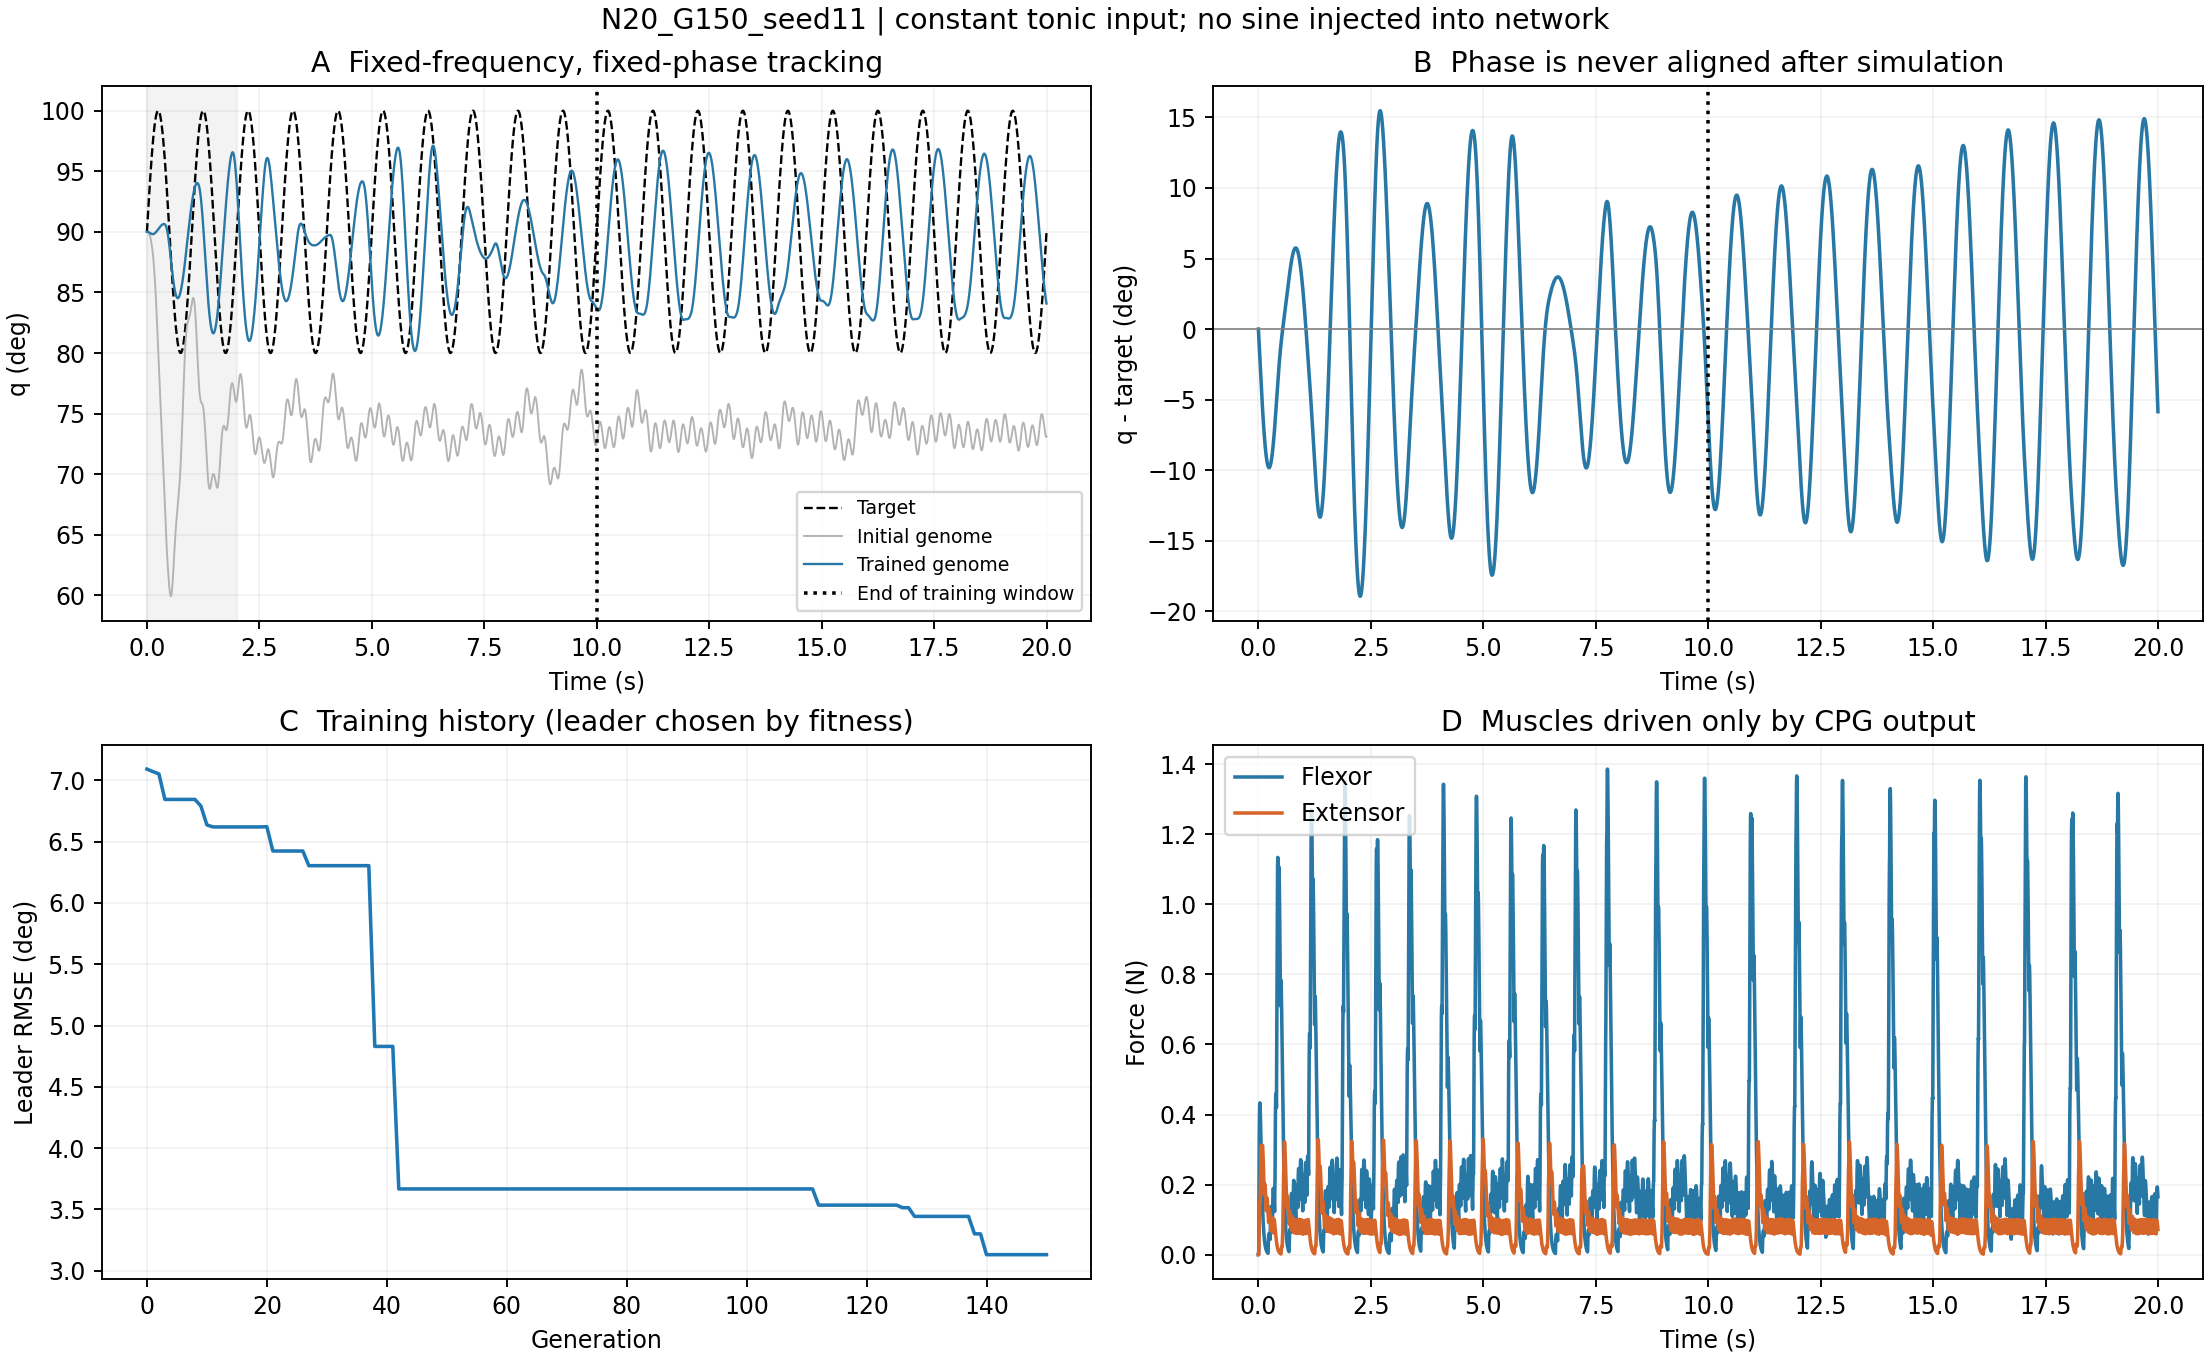 N20_G150_seed11 | constant tonic input; no sine injected into network
A  Fixed-frequency, fixed-phase tracking
q (deg)
100
95
90
85
80
75
70
65
60
Target
Initial genome
Trained genome
End of training window
0.0 2.5 5.0 7.5 10.0 12.5 15.0 17.5 20.0
Time (s)
B  Phase is never aligned after simulation
q - target (deg)
15
10
5
0
−5
−10
−15
−20
0.0 2.5 5.0 7.5 10.0 12.5 15.0 17.5 20.0
Time (s)
C  Training history (leader chosen by fitness)
Leader RMSE (deg)
7.0
6.5
6.0
5.5
5.0
4.5
4.0
3.5
3.0
0 20 40 60 80 100 120 140
Generation
D  Muscles driven only by CPG output
Force (N)
1.4
1.2
1.0
0.8
0.6
0.4
0.2
0.0
Flexor
Extensor
0.0 2.5 5.0 7.5 10.0 12.5 15.0 17.5 20.0
Time (s)